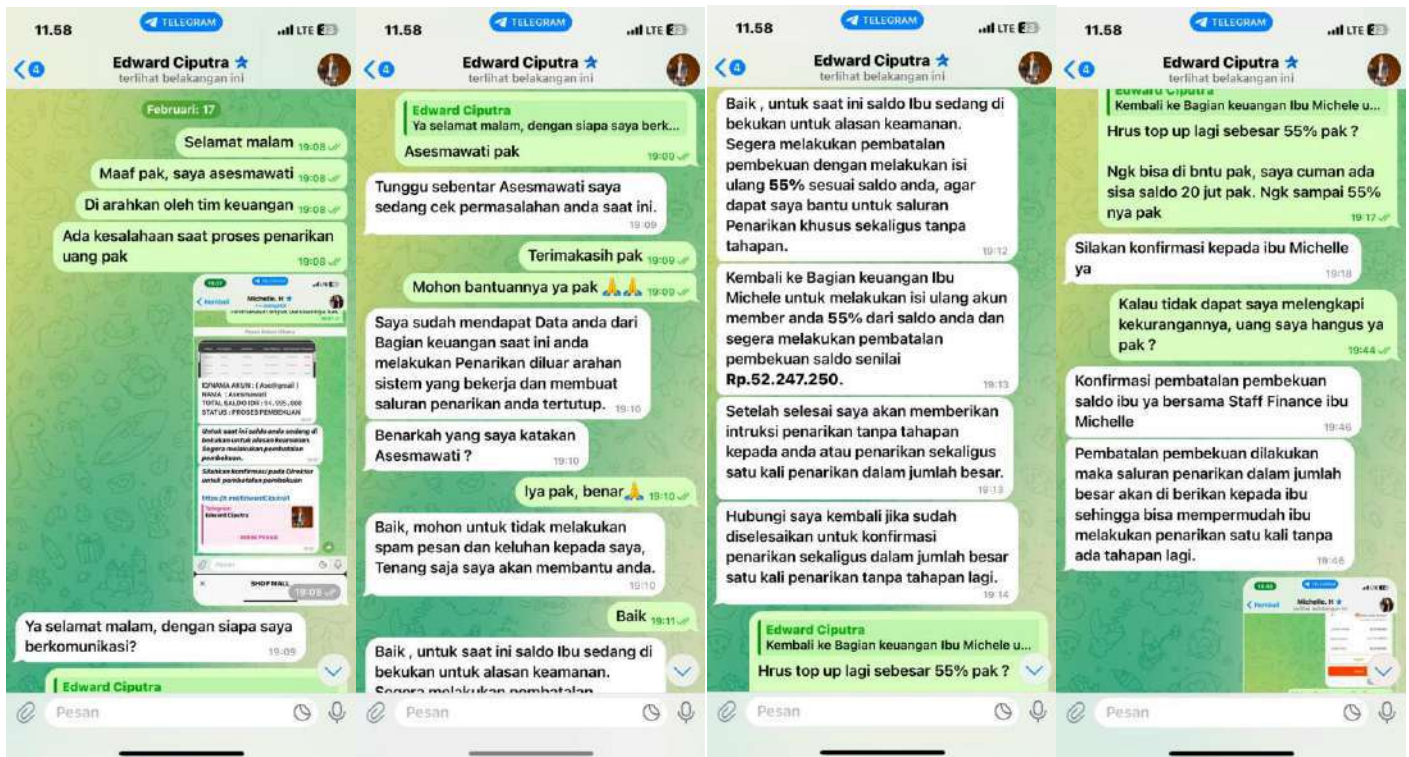 11.58
TELEGRAM
LTE
4
Edward Ciputra
terlihat belakangan ini
Februari: 17
Selamat malam 19:08
Maaf pak, saya asesmawati 19:08
Di arahkan oleh tim keuangan 19:08
Ada kesalahaan saat proses penarikan
uang pak
19:08
Kembali
Michelle. H
NAMA : Asesmawati
STATUS : PROSES PEMBEKUAN
Untuk saat ini saldo anda sedang di
bekukan untuk alasan keamanan.
Segera melakukan pembatalan
pembekuan.
Silahkan konfirmasi pada Direktur
untuk pembatalan pembekuan
Telegram
Edward Ciputra
SHOP MALL
19:08
Ya selamat malam, dengan siapa saya
berkomunikasi?
19:09
Edward Ciputra
Pesan
11.58
TELEGRAM
LTE
4
Edward Ciputra
terlihat belakangan ini
Edward Ciputra
Ya selamat malam, dengan siapa saya berk...
Asesmawati pak
19:09
Tunggu sebentar Asesmawati saya
sedang cek permasalahan anda saat ini.
19:09
Terimakasih pak 19:09
Mohon bantuannya ya pak 🙏🙏 19:09
Saya sudah mendapat Data anda dari
Bagian keuangan saat ini anda
melakukan Penarikan diluar arahan
sistem yang bekerja dan membuat
saluran penarikan anda tertutup. 19:10
Benarkah yang saya katakan
Asesmawati ?
19:10
Iya pak, benar🙏 19:10
Baik, mohon untuk tidak melakukan
spam pesan dan keluhan kepada saya,
Tenang saja saya akan membantu anda.
19:10
Baik 19:11
Baik , untuk saat ini saldo Ibu sedang di
bekukan untuk alasan keamanan.
Segera melakukan pembatalan
Pesan
11.58
TELEGRAM
LTE
4
Edward Ciputra
terlihat belakangan ini
Baik , untuk saat ini saldo Ibu sedang di
bekukan untuk alasan keamanan.
Segera melakukan pembatalan
pembekuan dengan melakukan isi
ulang 55% sesuai saldo anda, agar
dapat saya bantu untuk saluran
Penarikan khusus sekaligus tanpa
tahapan.
19:12
Kembali ke Bagian keuangan Ibu
Michele untuk melakukan isi ulang akun
member anda 55% dari saldo anda dan
segera melakukan pembatalan
pembekuan saldo senilai
Rp.52.247.250.
19:13
Setelah selesai saya akan memberikan
intruksi penarikan tanpa tahapan
kepada anda atau penarikan sekaligus
satu kali penarikan dalam jumlah besar.
19:13
Hubungi saya kembali jika sudah
diselesaikan untuk konfirmasi
penarikan sekaligus dalam jumlah besar
satu kali penarikan tanpa tahapan lagi.
19:14
Edward Ciputra
Kembali ke Bagian keuangan Ibu Michele u...
Hrus top up lagi sebesar 55% pak ?
Pesan
11.58
TELEGRAM
LTE
4
Edward Ciputra
terlihat belakangan ini
Edward Ciputra
Kembali ke Bagian keuangan Ibu Michele u...
Hrus top up lagi sebesar 55% pak ?
Ngk bisa di bntu pak, saya cuman ada
sisa saldo 20 jut pak. Ngk sampai 55%
nya pak
19:17
Silakan konfirmasi kepada ibu Michelle
ya
19:18
Kalau tidak dapat saya melengkapi
kekurangannya, uang saya hangus ya
pak ?
19:44
Konfirmasi pembatalan pembekuan
saldo ibu ya bersama Staff Finance ibu
Michelle
19:46
Pembatalan pembekuan dilakukan
maka saluran penarikan dalam jumlah
besar akan di berikan kepada ibu
sehingga bisa mempermudah ibu
melakukan penarikan satu kali tanpa
ada tahapan lagi.
19:46
Kembali
Michelle. H
Pesan